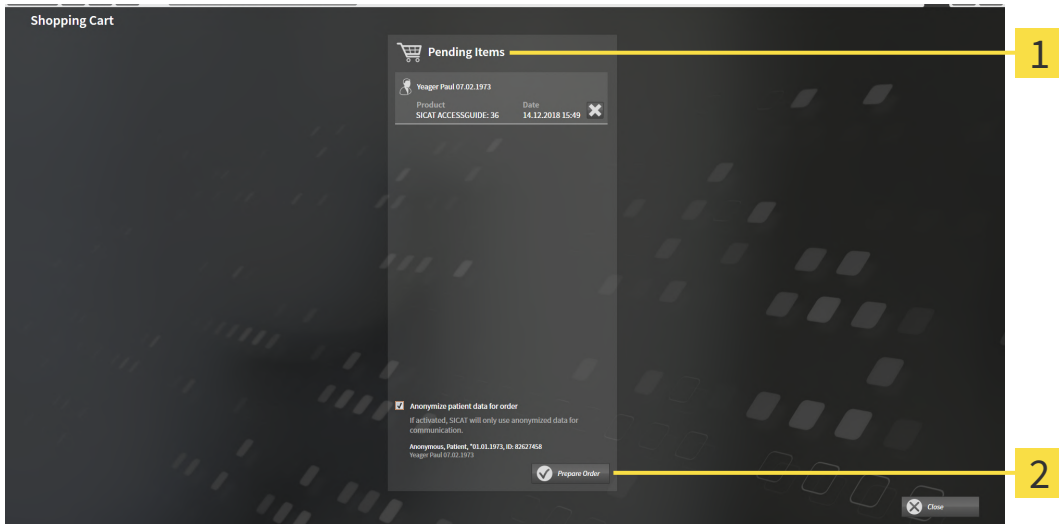 Shopping Cart
Pending Items
1
Yeager Paul 07.02.1973
Product Date
SICAT ACCESSGUIDE: 36 14.12.2018 15:49
Anonymize patient data for order
If activated, SICAT will only use anonymized data for
communication.
Anonymous, Patient, *01.01.1973, ID: 82627458
Yeager Paul 07.02.1973
Prepare Order
2
Close